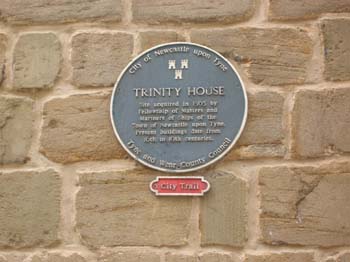 City of Newcastle upon Tyne
TRINITY HOUSE
Site acquired in 1505 by
Fellowship of Masters and
Mariners of Ships of the
Town of Newcastle upon Tyne.
Present buildings date from
16th to 19th centuries.
Tyne and Wear County Council
City Trail